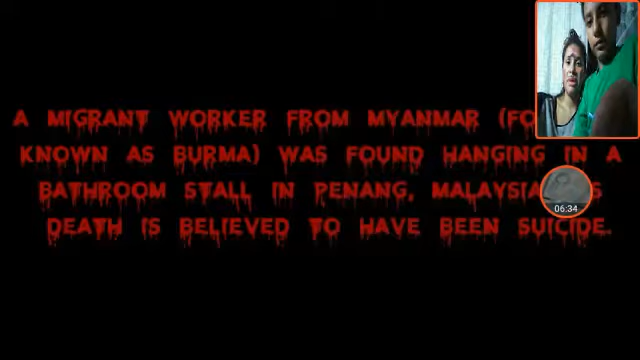 A MIGRANT WORKER FROM MYANMAR
KNOWN AS BURMA) WAS FOUND HANGING IN A
BATHROOM STALL IN PENANG, MALAYSIA
DEATH IS BELIEVED TO HAVE BEEN SUICIDE.
06:34